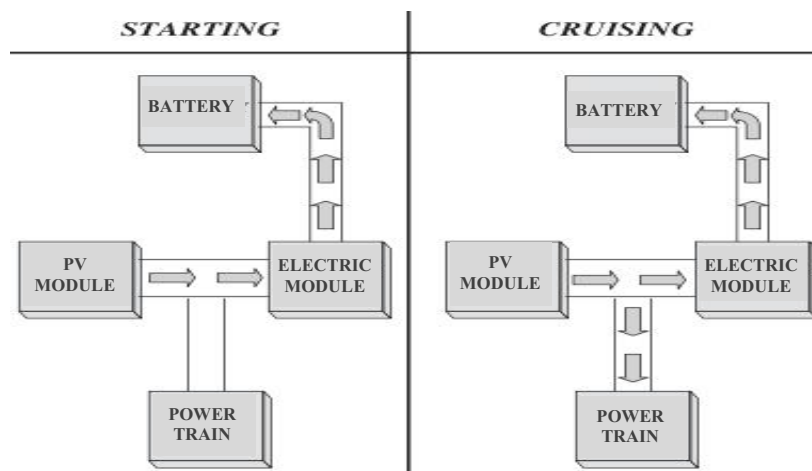 STARTING
BATTERY
PV
MODULE
ELECTRIC
MODULE
POWER
TRAIN
CRUISING
BATTERY
PV
MODULE
ELECTRIC
MODULE
POWER
TRAIN